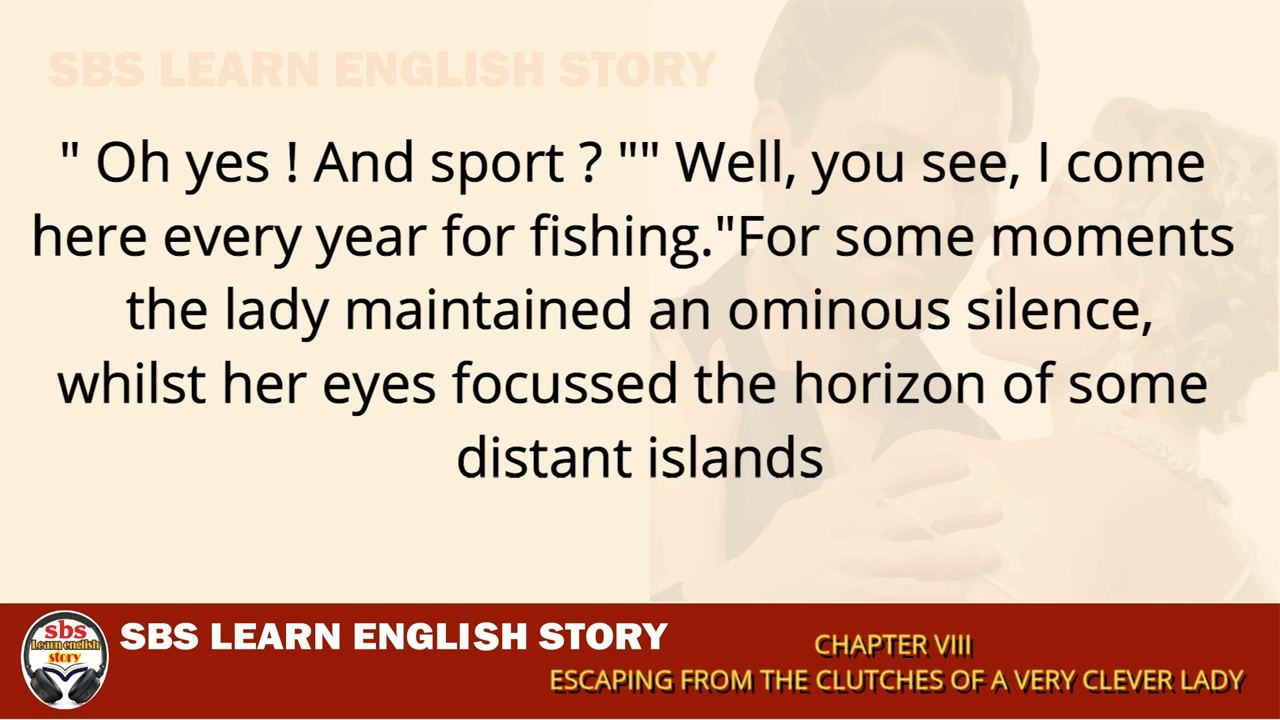 SBS LEARN ENGLISH STORY
" Oh yes ! And sport ? "" Well, you see, I come
here every year for fishing."For some moments
the lady maintained an ominous silence,
whilst her eyes focussed the horizon of some
distant islands
sbs
Learn english
story
SBS LEARN ENGLISH STORY
CHAPTER VIII
ESCAPING FROM THE CLUTCHES OF A VERY CLEVER LADY